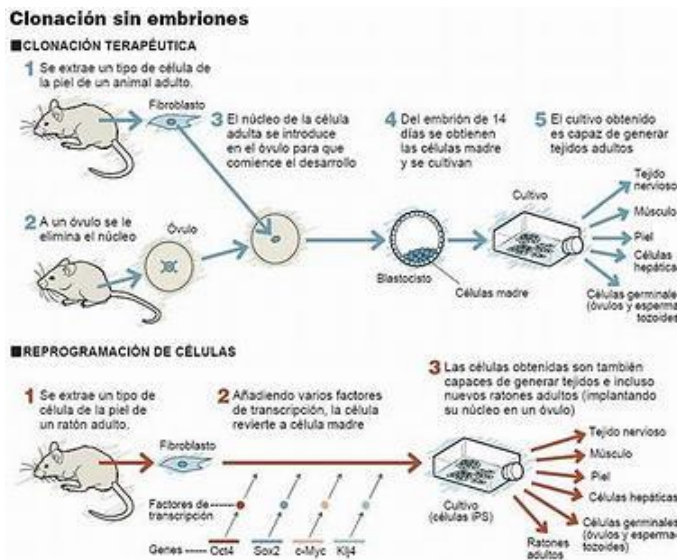 Clonación sin embriones
CLONACIÓN TERAPÉUTICA
1 Se extrae un tipo de célula de
la piel de un animal adulto.
Fibroblasto
3 El núcleo de la célula
adulta se introduce
en el óvulo para que
comience el desarrollo
4 Del embrión de 14
días se obtienen
las células madre
y se cultivan
5 El cultivo obtenido
es capaz de generar
tejidos adultos
2 A un óvulo se le
elimina el núcleo
Óvulo
Blastocisto
Células madre
Cultivo
Tejido
nervioso
Músculo
Piel
Células
hepática
Células germinales
(óvulos y esperma-
tozoides)
REPROGRAMACIÓN DE CÉLULAS
1 Se extrae un tipo de
célula de la piel de
un ratón adulto.
Fibroblasto
2 Añadiendo varios factores
de transcripción, la célula
revierte a célula madre
3 Las células obtenidas son también
capaces de generar tejidos e incluso
nuevos ratones adultos (implantando
su núcleo en un óvulo)
Factores de
transcripción
Genes
Oct4
Sox2
c-Myc
Klj4
Cultivo
(células iPS)
Tejido nervioso
Músculo
Piel
Células hepáticas
Células germinales
(óvulos y esperma-
tozoides)
Ratones
adultos